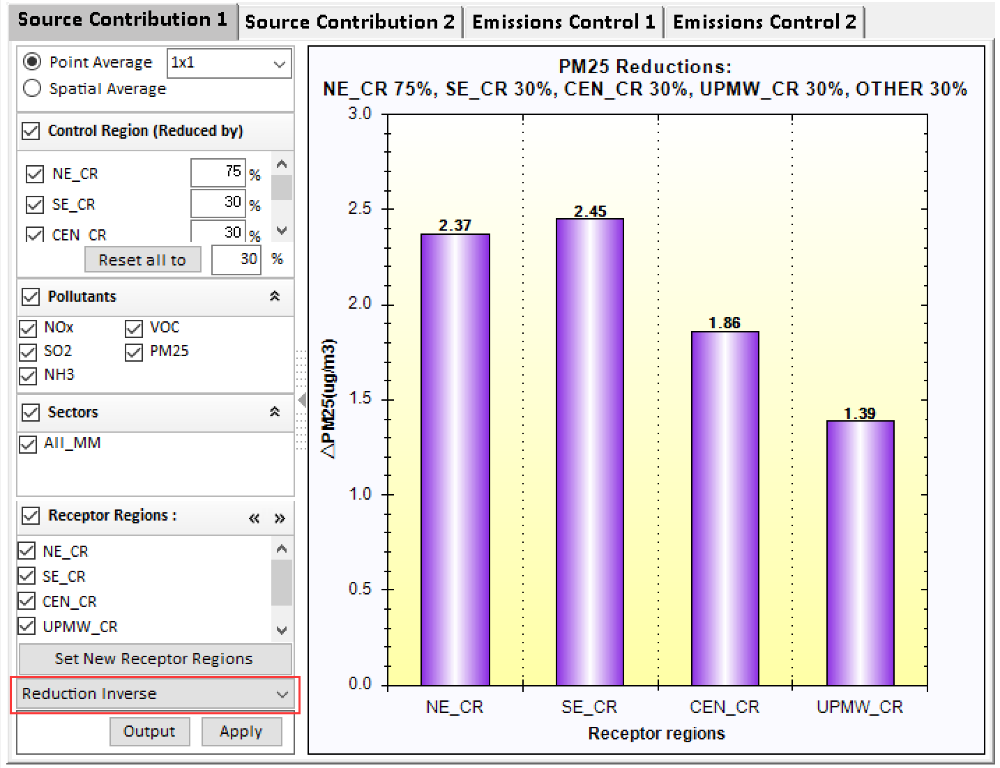 Source Contribution 1
Source Contribution 2
Emissions Control 1
Emissions Control 2
Point Average 1x1
Spatial Average
Control Region (Reduced by)
NE_CR 75 %
SE_CR 30 %
CEN_CR 30 %
Reset all to 30 %
Pollutants
NOx VOC
SO2 PM25
NH3
Sectors
All_MM
Receptor Regions :
NE_CR
SE_CR
CEN_CR
UPMW_CR
Set New Receptor Regions
Reduction Inverse
Output Apply
PM25 Reductions:
NE_CR 75%, SE_CR 30%, CEN_CR 30%, UPMW_CR 30%, OTHER 30%
3.0
2.5
2.0
1.5
1.0
0.5
0.0
△PM25(ug/m3)
2.37
2.45
1.86
1.39
NE_CR SE_CR CEN_CR UPMW_CR
Receptor regions